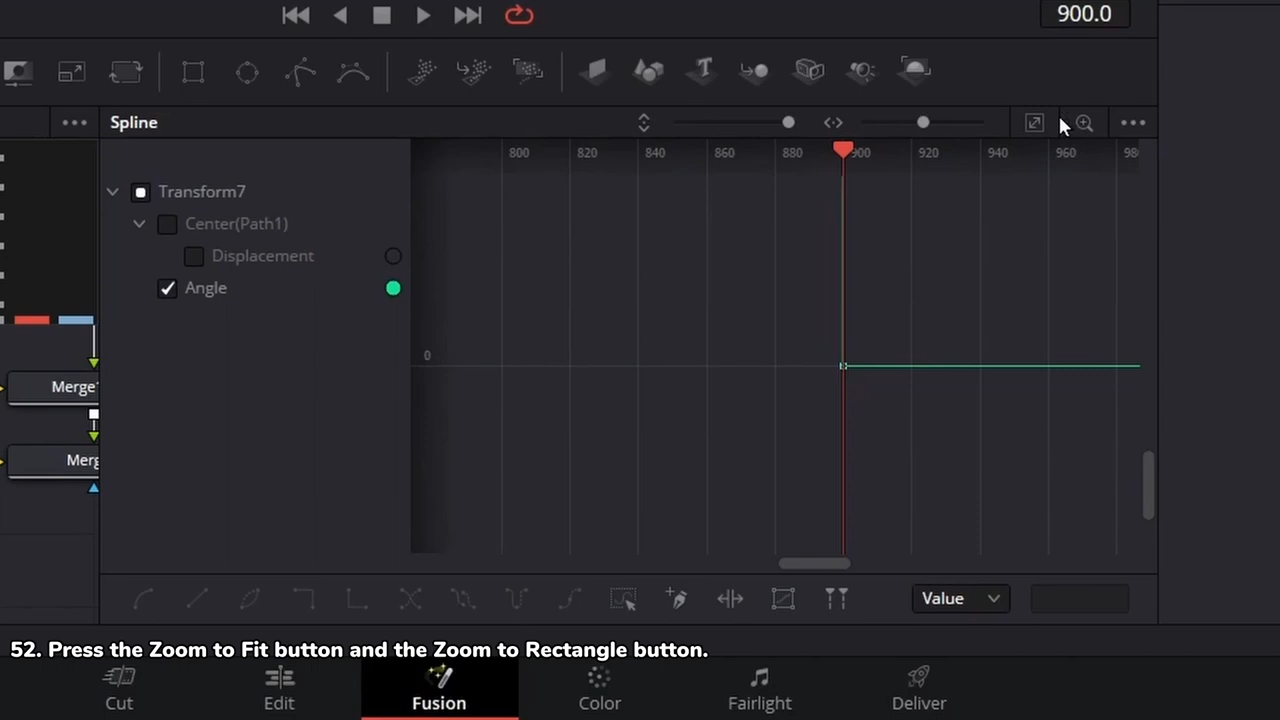 900.0
Spline
800 820 840 860 880 900 920 940 960
Transform7
Center(Path1)
Displacement
Angle
0
Merge
Merg
Value
52. Press the Zoom to Fit button and the Zoom to Rectangle button.
Cut Edit Fusion Color Fairlight Deliver